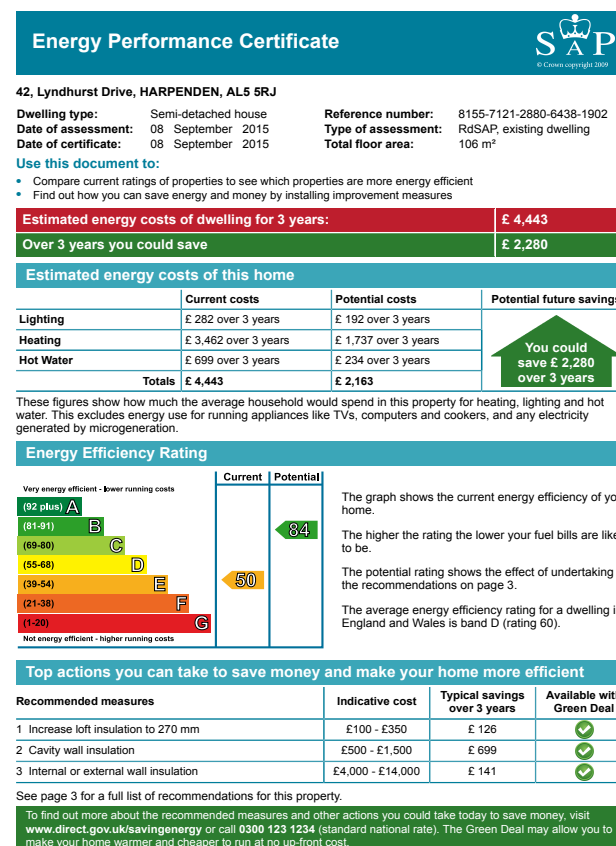 Energy Performance Certificate
SAP
© Crown copyright 2009
42, Lyndhurst Drive, HARPENDEN, AL5 5RJ
Dwelling type: Semi-detached house Reference number: 8155-7121-2880-6438-1902
Date of assessment: 08 September 2015 Type of assessment: RdSAP, existing dwelling
Date of certificate: 08 September 2015 Total floor area: 106 m²
Use this document to:
• Compare current ratings of properties to see which properties are more energy efficient
• Find out how you can save energy and money by installing improvement measures
Estimated energy costs of dwelling for 3 years: £ 4,443
Over 3 years you could save £ 2,280
Estimated energy costs of this home
Current costs Potential costs Potential future savings
Lighting £ 282 over 3 years £ 192 over 3 years
Heating £ 3,462 over 3 years £ 1,737 over 3 years
Hot Water £ 699 over 3 years £ 234 over 3 years
Totals £ 4,443 £ 2,163
You could
save £ 2,280
over 3 years
These figures show how much the average household would spend in this property for heating, lighting and hot
water. This excludes energy use for running appliances like TVs, computers and cookers, and any electricity
generated by microgeneration.
Energy Efficiency Rating
Current Potential
Very energy efficient - lower running costs
(92 plus) A
(81-91) B
(69-80) C
(55-68) D
(39-54) E
(21-38) F
(1-20) G
Not energy efficient - higher running costs
50
84
The graph shows the current energy efficiency of yo
home.
The higher the rating the lower your fuel bills are like
to be.
The potential rating shows the effect of undertaking
the recommendations on page 3.
The average energy efficiency rating for a dwelling i
England and Wales is band D (rating 60).
Top actions you can take to save money and make your home more efficient
Recommended measures Indicative cost Typical savings
over 3 years Available wit
Green Deal
1 Increase loft insulation to 270 mm £100 - £350 £ 126
2 Cavity wall insulation £500 - £1,500 £ 699
3 Internal or external wall insulation £4,000 - £14,000 £ 141
See page 3 for a full list of recommendations for this property.
To find out more about the recommended measures and other actions you could take today to save money, visit
www.direct.gov.uk/savingenergy or call 0300 123 1234 (standard national rate). The Green Deal may allow you to
make your home warmer and cheaper to run at no up-front cost.